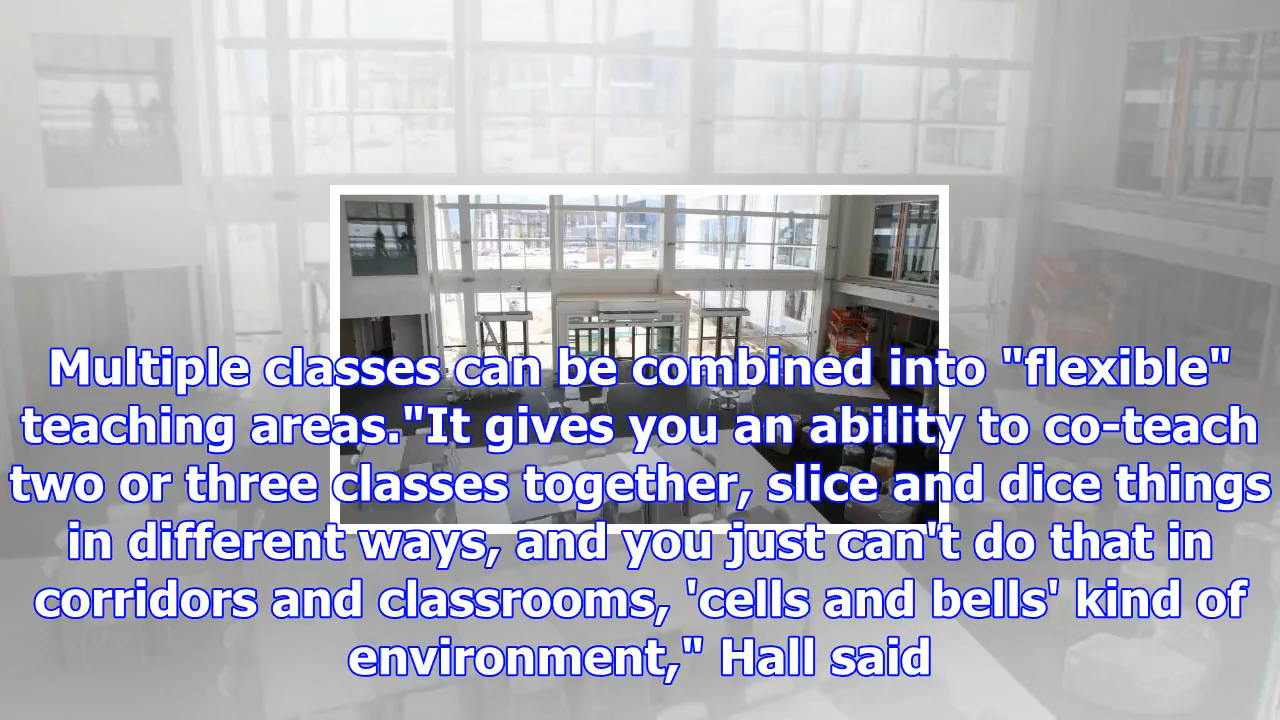 Multiple classes can be combined into "flexible"
teaching areas."It gives you an ability to co-teach
two or three classes together, slice and dice things
in different ways, and you just can't do that in
corridors and classrooms, 'cells and bells' kind of
environment," Hall said